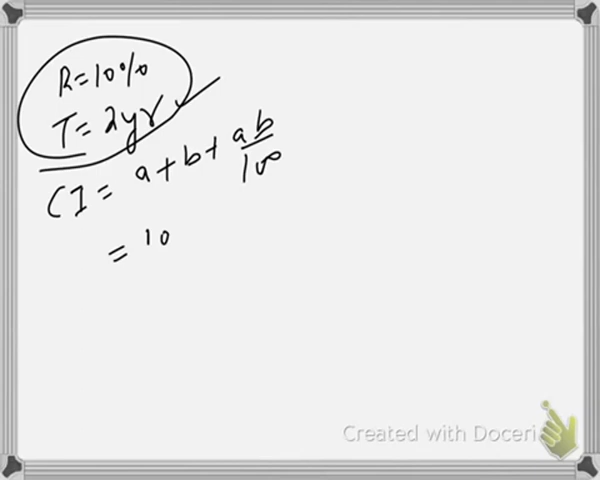 R=10%
T=2yr
CI = a+b+ab/100
= 10
Created with Doceri